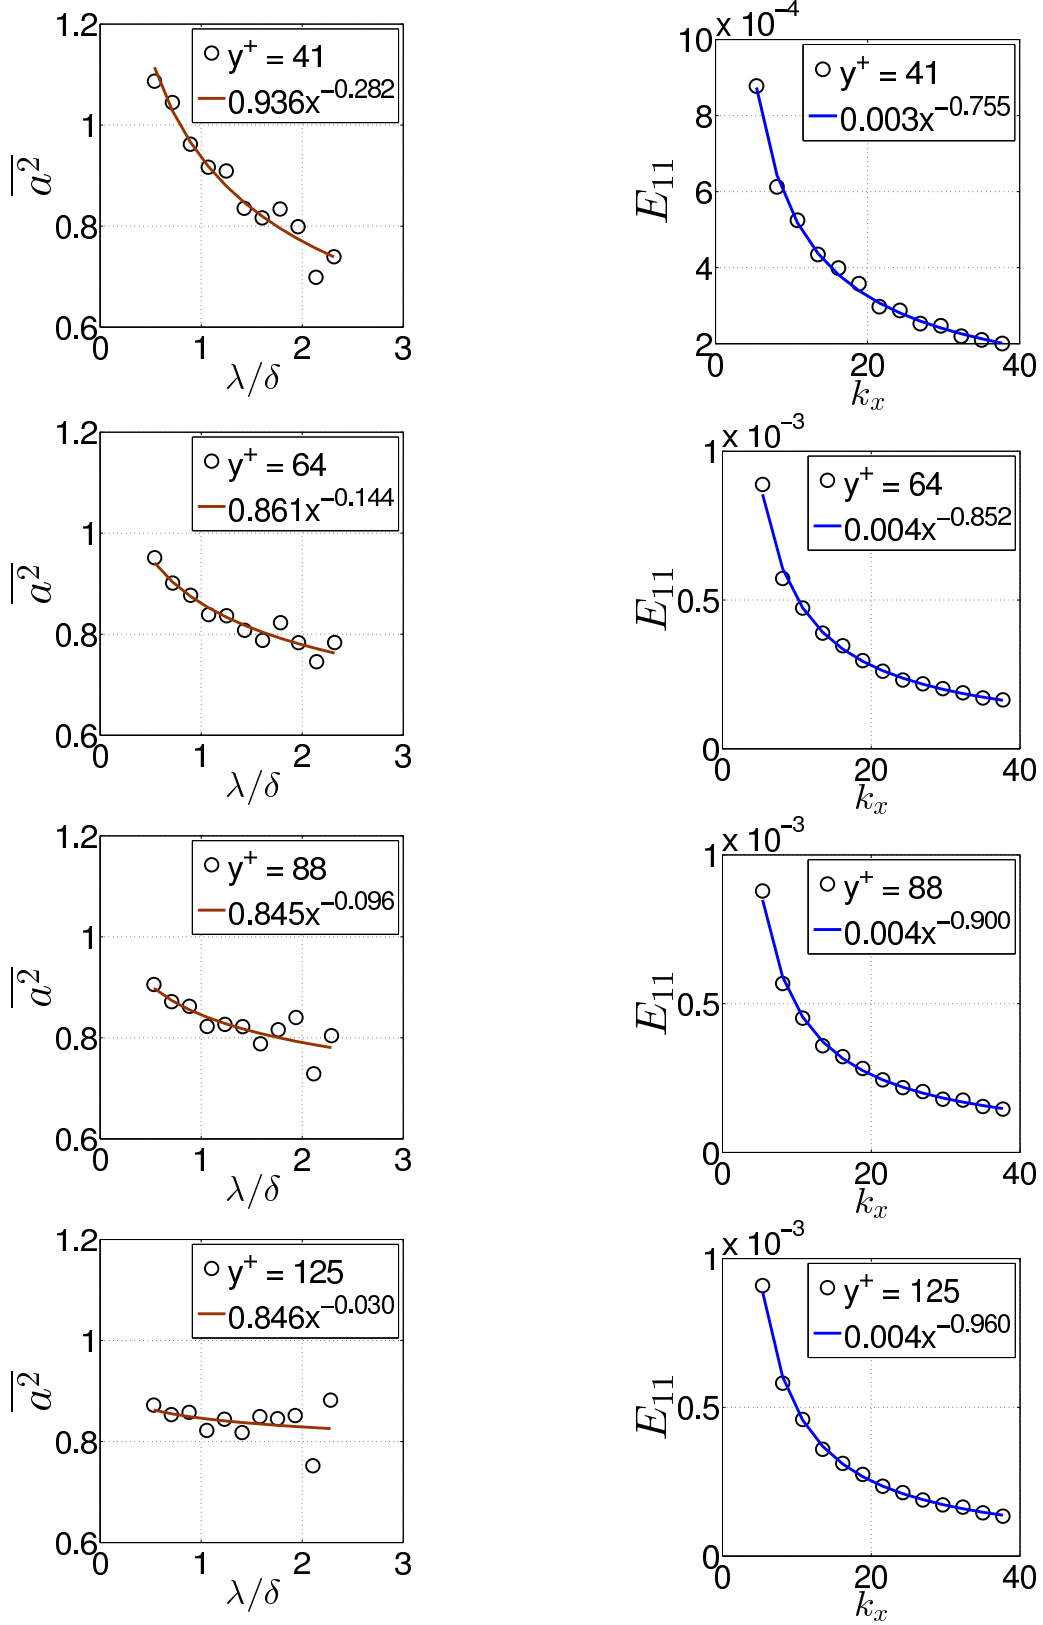 1.2
1
0.8
0.6
0 1 2 3
a²
λ/δ
y⁺ = 41
0.936x⁻⁰·²⁸²
10 x 10⁻⁴
8
6
4
2
0 20 40
E₁₁
kₓ
y⁺ = 41
0.003x⁻⁰·⁷⁵⁵
1.2
1
0.8
0.6
0 1 2 3
a²
λ/δ
y⁺ = 64
0.861x⁻⁰·¹⁴⁴
1 x 10⁻³
0.5
0
0 20 40
E₁₁
kₓ
y⁺ = 64
0.004x⁻⁰·⁸⁵²
1.2
1
0.8
0.6
0 1 2 3
a²
λ/δ
y⁺ = 88
0.845x⁻⁰·⁰⁹⁶
1 x 10⁻³
0.5
0
0 20 40
E₁₁
kₓ
y⁺ = 88
0.004x⁻⁰·⁹⁰⁰
1.2
1
0.8
0.6
0 1 2 3
a²
λ/δ
y⁺ = 125
0.846x⁻⁰·⁰³⁰
1 x 10⁻³
0.5
0
0 20 40
E₁₁
kₓ
y⁺ = 125
0.004x⁻⁰·⁹⁶⁰